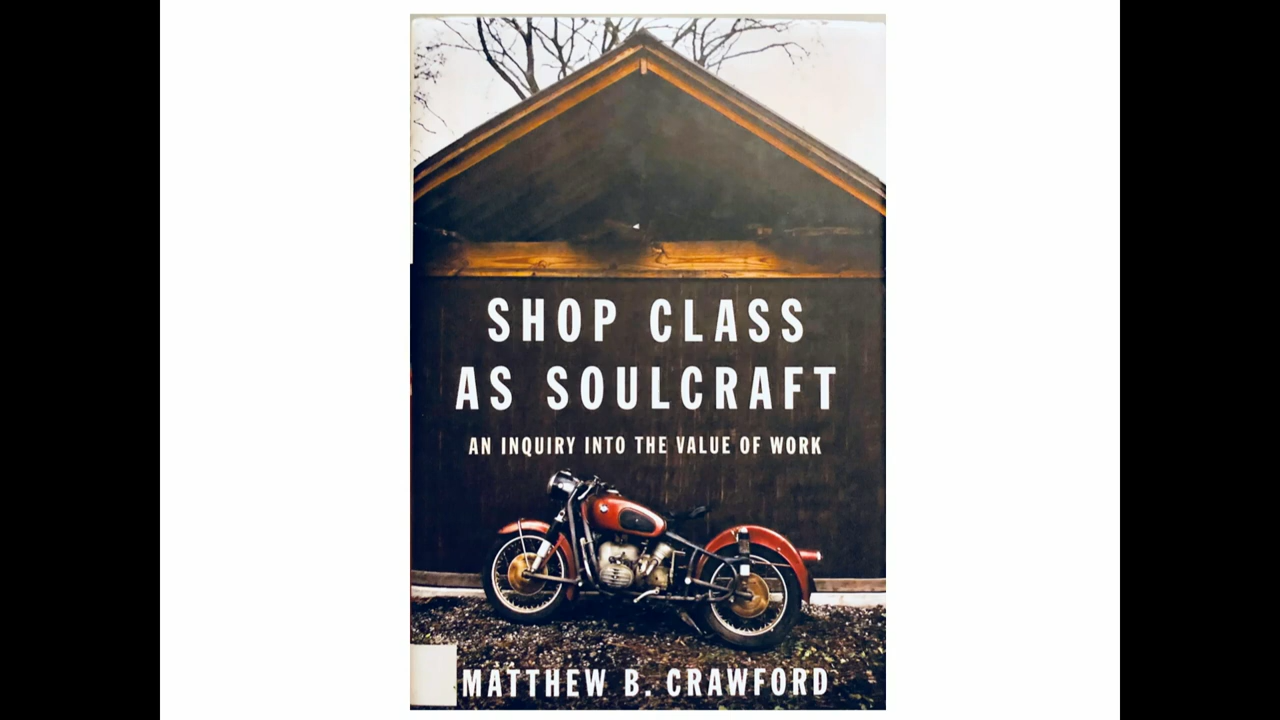 SHOP CLASS
AS SOULCRAFT
AN INQUIRY INTO THE VALUE OF WORK
MATTHEW B. CRAWFORD